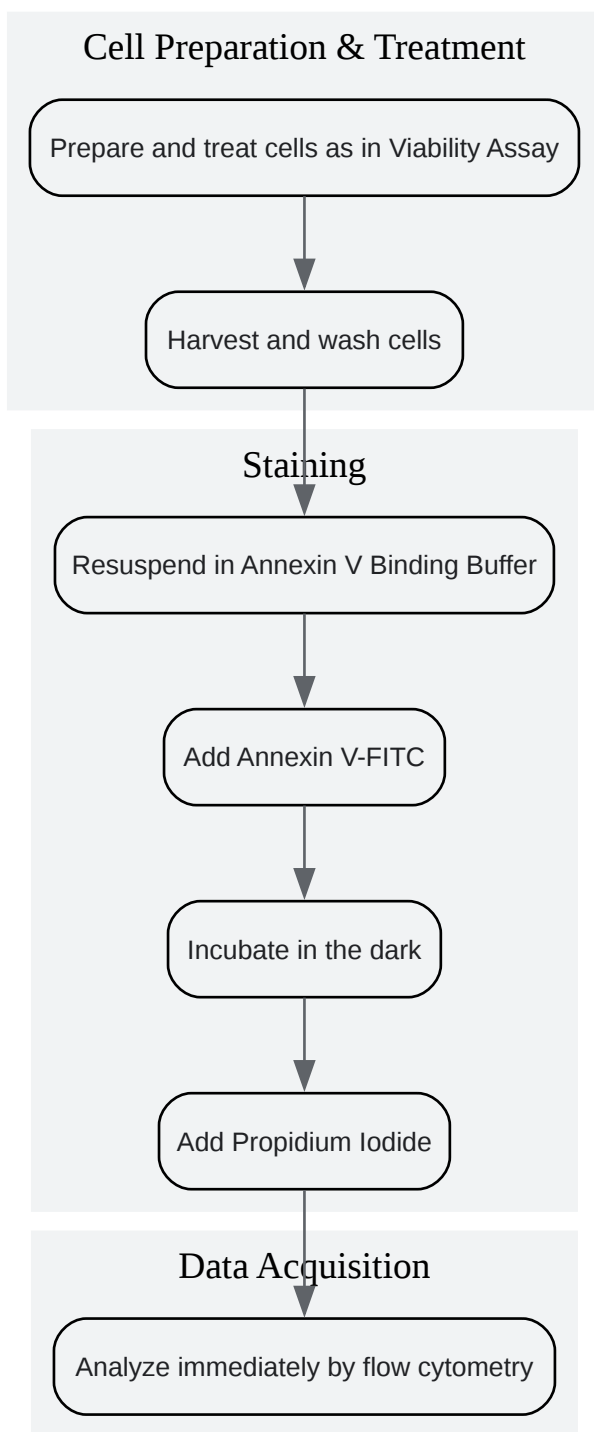 Cell Preparation & Treatment
Prepare and treat cells as in Viability Assay
Harvest and wash cells
Staining
Resuspend in Annexin V Binding Buffer
Add Annexin V-FITC
Incubate in the dark
Add Propidium Iodide
Data Acquisition
Analyze immediately by flow cytometry